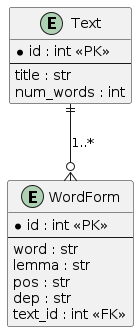 E Text
* id : int «PK»
title : str
num_words : int
1..*
E WordForm
* id : int «PK»
word : str
lemma : str
pos : str
dep : str
text_id : int «FK»